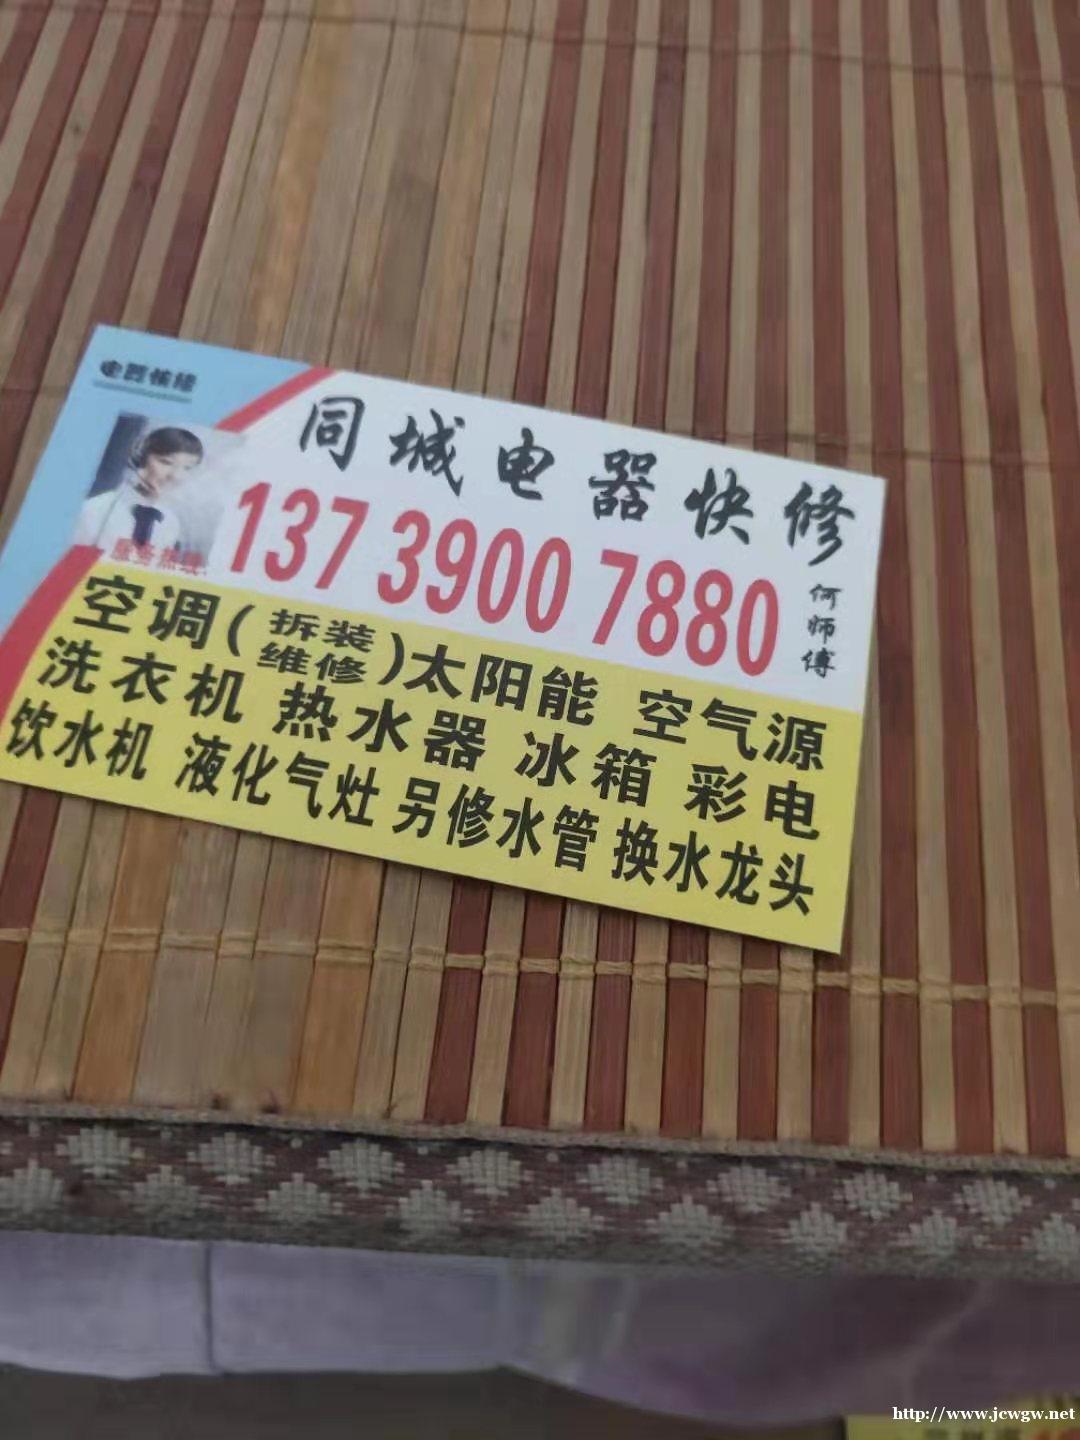 电器维修
同城电器快修
服务热线:
137 3900 7880
何师傅
空调(拆装维修)太阳能 空气源
洗衣机 热水器 冰箱 彩电
饮水机 液化气灶 另修水管 换水龙头
http://www.jcwgw.net